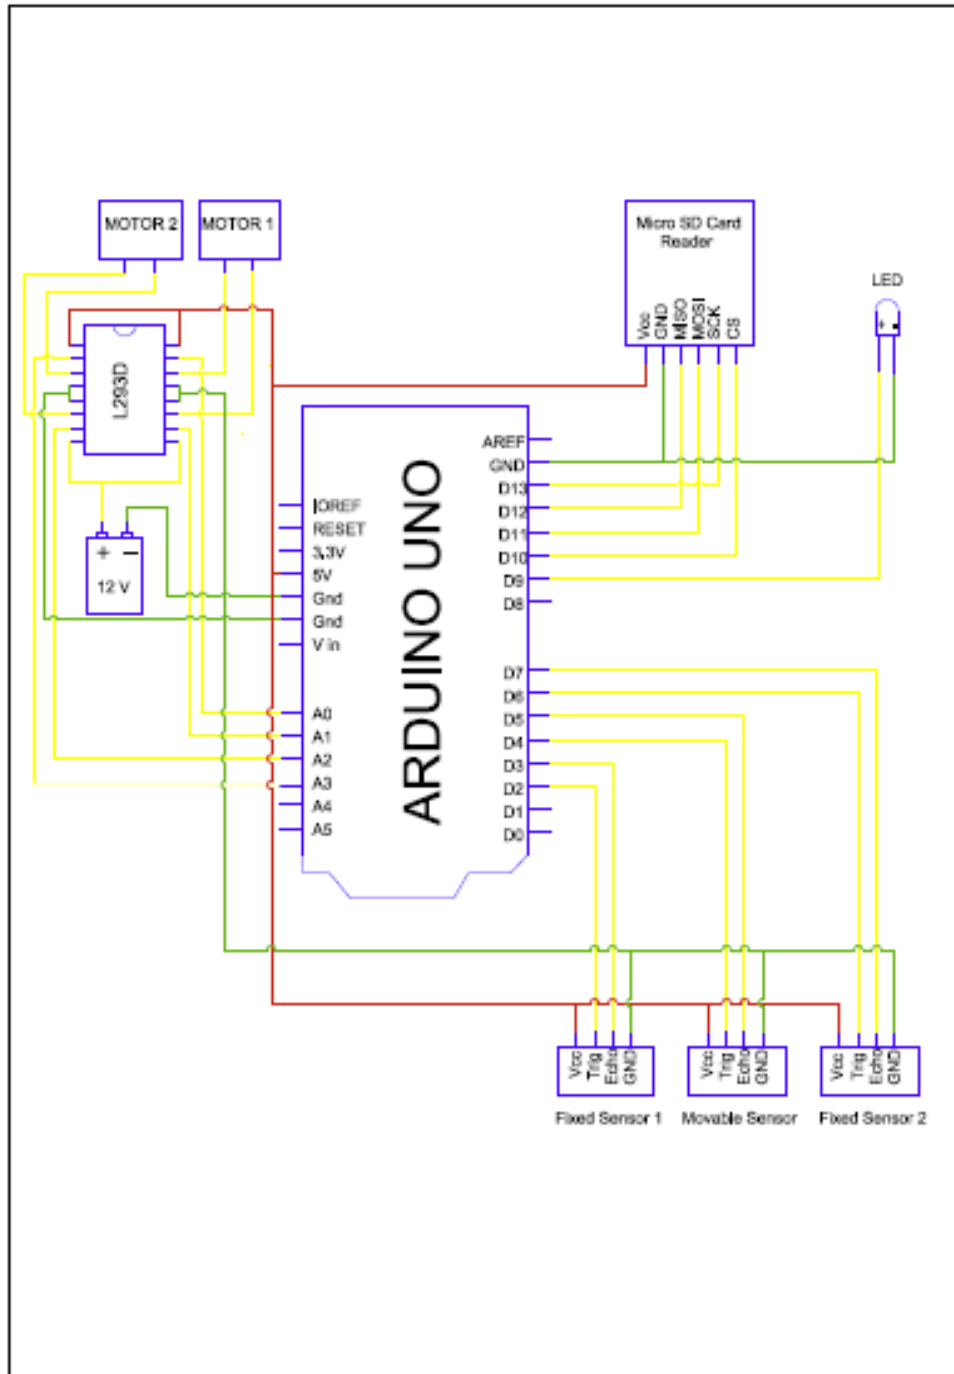 MOTOR 2
MOTOR 1
Micro SD Card
Reader
Vcc
GND
MISO
MOSI
SCK
CS
LED
+
L293D
+ −
12 V
ARDUINO UNO
IOREF
RESET
3.3V
5V
Gnd
Gnd
V in
A0
A1
A2
A3
A4
A5
AREF
GND
D13
D12
D11
D10
D9
D8
D7
D6
D5
D4
D3
D2
D1
D0
Vcc
Trig
Echo
GND
Fixed Sensor 1
Vcc
Trig
Echo
GND
Movable Sensor
Vcc
Trig
Echo
GND
Fixed Sensor 2